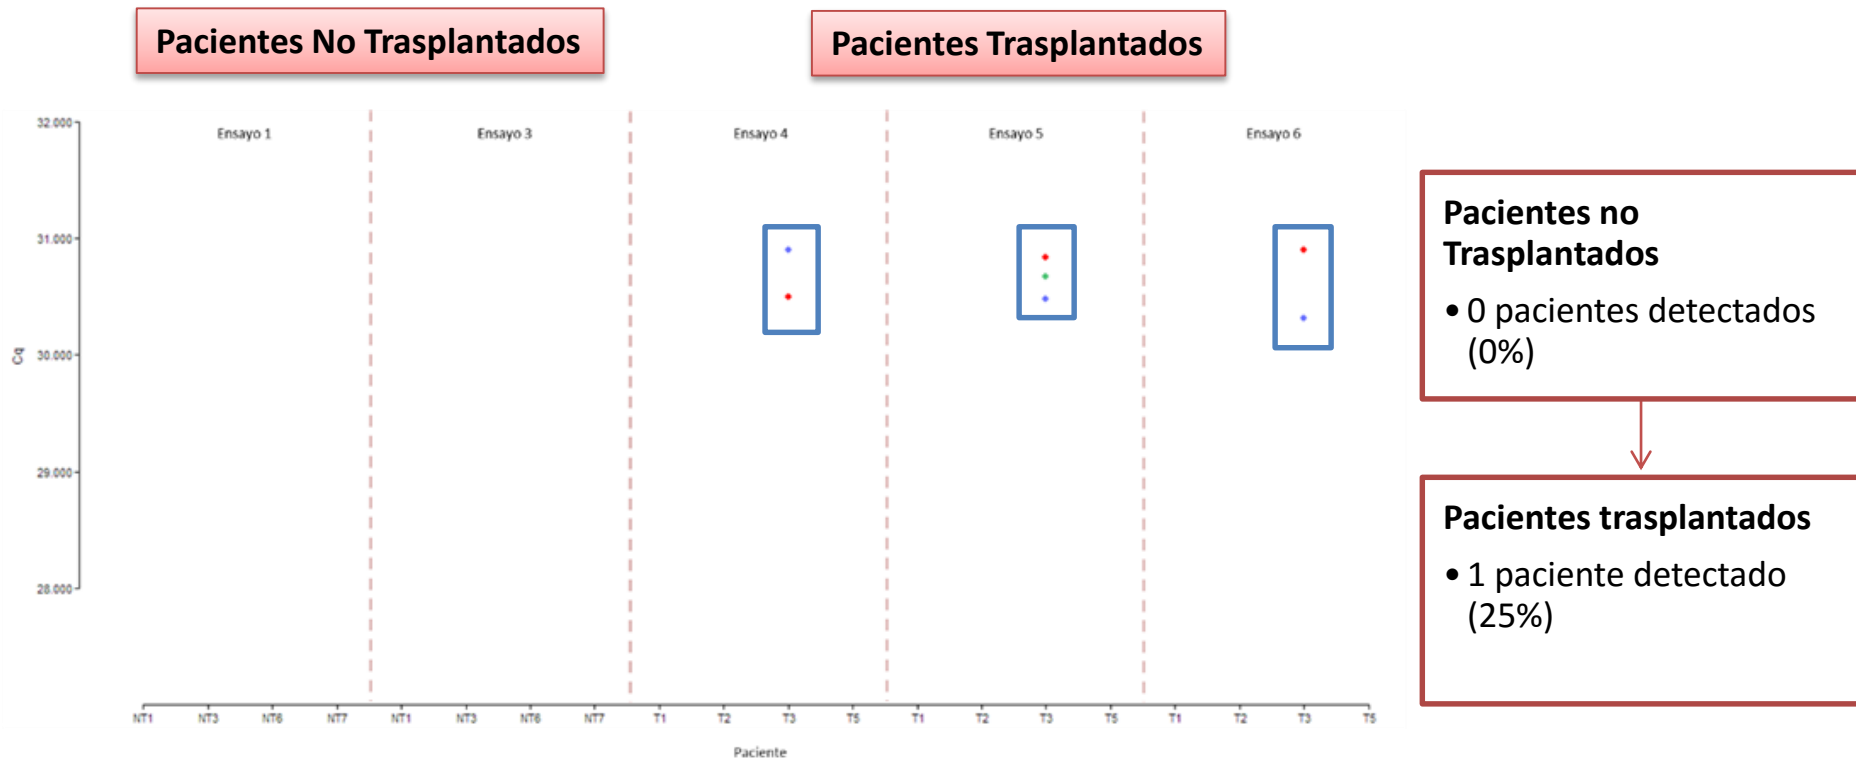 Pacientes No Trasplantados
Pacientes Trasplantados
Ensayo 1
Ensayo 3
Ensayo 4
Ensayo 5
Ensayo 6
32.000
31.000
30.000
29.000
28.000
Cq
NT1 NT3 NT6 NT7 NT1 NT3 NT6 NT7 T1 T2 T3 T5 T1 T2 T3 T5 T1 T2 T3 T5
Paciente
Pacientes no
Trasplantados
• 0 pacientes detectados
(0%)
Pacientes trasplantados
• 1 paciente detectado
(25%)